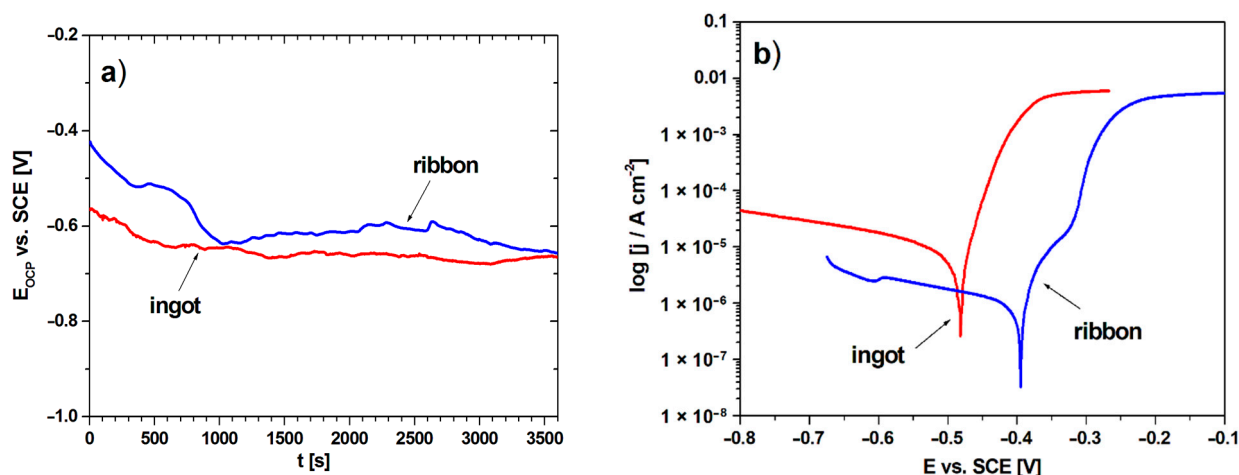 a)
−0.2
−0.4
−0.6
−0.8
−1.0
E_OCP vs. SCE [V]
ribbon
ingot
0 500 1000 1500 2000 2500 3000 3500
t [s]
b)
0.1
0.01
1 × 10⁻³
1 × 10⁻⁴
1 × 10⁻⁵
1 × 10⁻⁶
1 × 10⁻⁷
1 × 10⁻⁸
log [j / A cm⁻²]
ingot
ribbon
−0.8 −0.7 −0.6 −0.5 −0.4 −0.3 −0.2 −0.1
E vs. SCE [V]